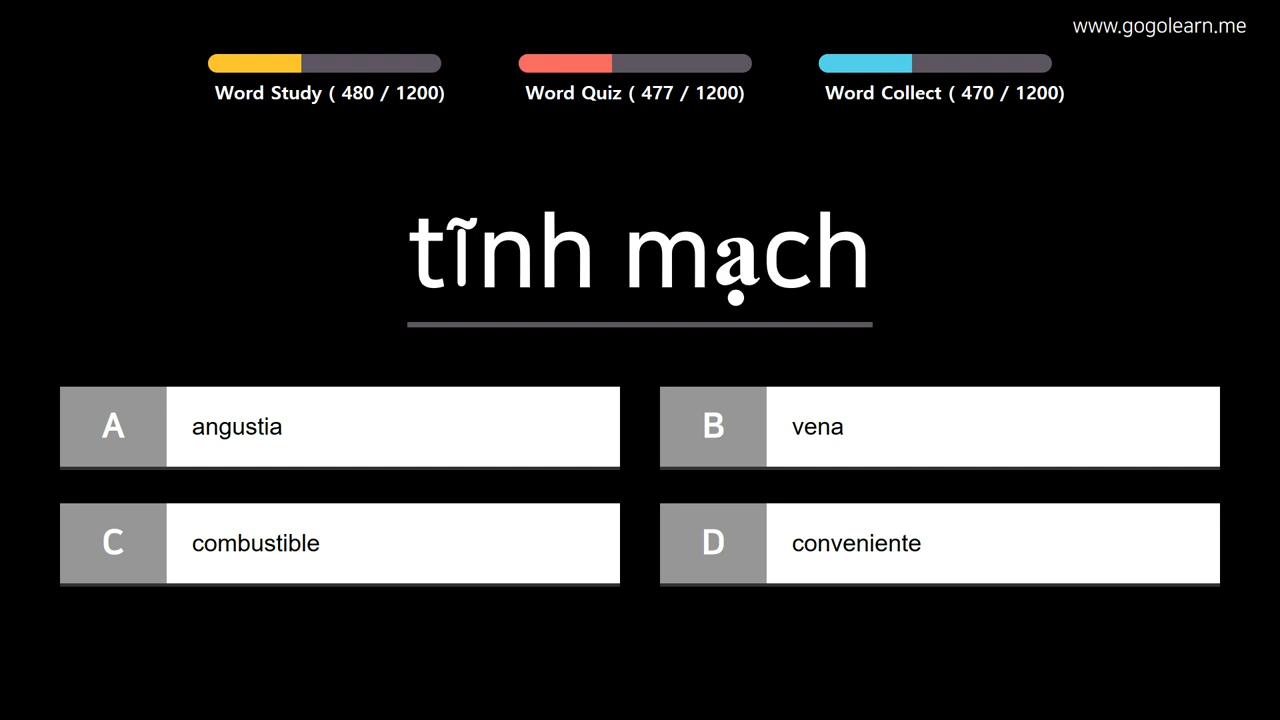 www.gogolearn.me
Word Study ( 480 / 1200)
Word Quiz ( 477 / 1200)
Word Collect ( 470 / 1200)
tĩnh mạch
A angustia
B vena
C combustible
D conveniente